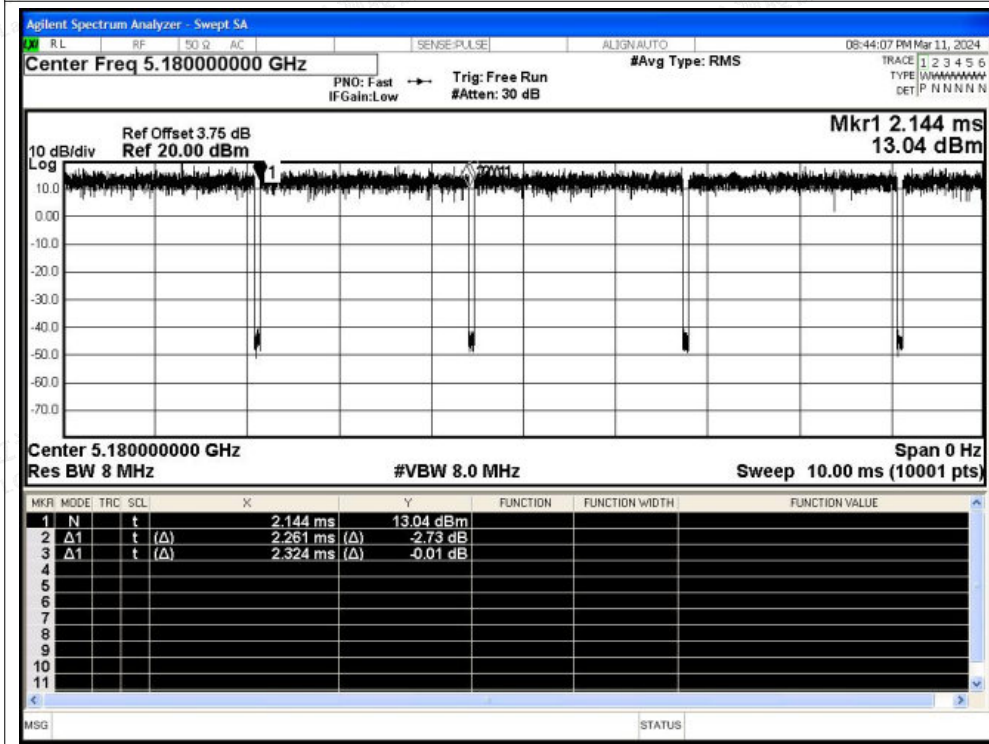 Agilent Spectrum Analyzer - Swept SA
LXI RL RF 50 Ω AC SENSE:PULSE ALIGN AUTO 08:44:07 PM Mar 11, 2024
Center Freq 5.180000000 GHz #Avg Type: RMS TRACE 1 2 3 4 5 6
PNO: Fast Trig: Free Run TYPE WWWWWW
IFGain:Low #Atten: 30 dB DET P N N N N N
Mkr1 2.144 ms
Ref Offset 3.75 dB
10 dB/div Ref 20.00 dBm 13.04 dBm
Log
1
10.0
0.00
-10.0
-20.0
-30.0
-40.0
-50.0
-60.0
-70.0
Center 5.180000000 GHz Span 0 Hz
Res BW 8 MHz #VBW 8.0 MHz Sweep 10.00 ms (10001 pts)
MKR MODE TRC SCL X Y FUNCTION FUNCTION WIDTH FUNCTION VALUE
1 N t 2.144 ms 13.04 dBm
2 Δ1 t (Δ) 2.261 ms (Δ) -2.73 dB
3 Δ1 t (Δ) 2.324 ms (Δ) -0.01 dB
4
5
6
7
8
9
10
11
MSG STATUS